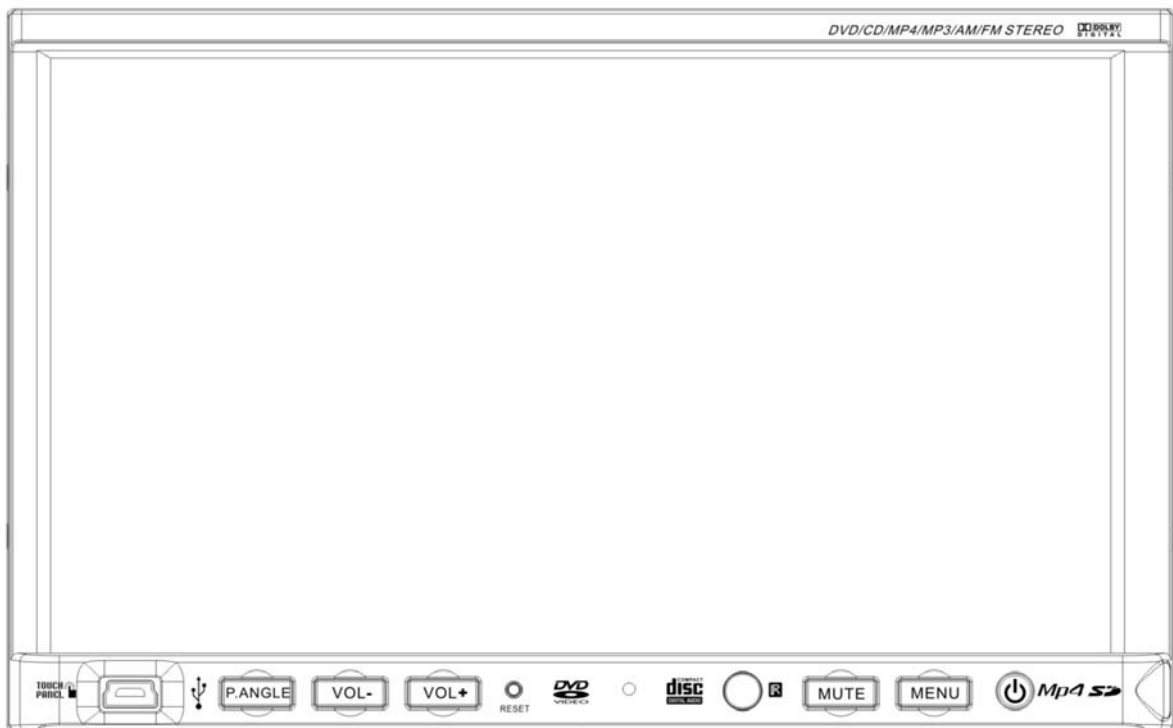 DVD/CD/MP4/MP3/AM/FM STEREO DOLBY
DIGITAL
TOUCH
PANEL
P.ANGLE VOL- VOL+ RESET DVD
VIDEO
COMPACT
disc
DIGITAL AUDIO
R MUTE MENU Mp4 SD